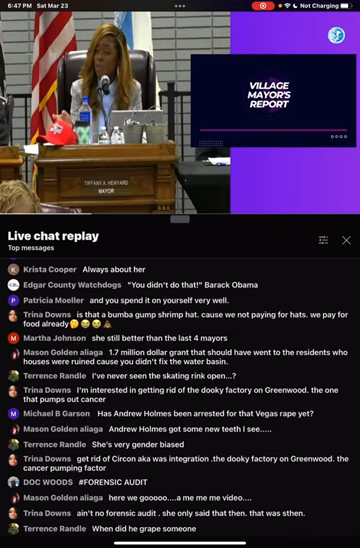 6:47 PM Sat Mar 23
Not Charging
VILLAGE
MAYOR'S
REPORT
TIFFANY A. HENYARD
MAYOR
Live chat replay
Top messages
K Krista Cooper Always about her
Edgar County Watchdogs "You didn't do that!" Barack Obama
P Patricia Moeller and you spend it on yourself very well.
Trina Downs is that a bumba gump shrimp hat. cause we not paying for hats. we pay for
food already🤔😂😂💩
M Martha Johnson she still better than the last 4 mayors
Mason Golden aliaga 1.7 million dollar grant that should have went to the residents who
houses were ruined cause you didn't fix the water basin.
Terrence Randle I've never seen the skating rink open...?
Trina Downs I'm interested in getting rid of the dooky factory on Greenwood. the one
that pumps out cancer
M Michael B Garson Has Andrew Holmes been arrested for that Vegas rape yet?
Mason Golden aliaga Andrew Holmes got some new teeth I see.....
Terrence Randle She's very gender biased
Trina Downs get rid of Circon aka was integration .the dooky factory on Greenwood. the
cancer pumping factor
DOC WOODS #FORENSIC AUDIT
Mason Golden aliaga here we gooooo....a me me me video....
Trina Downs ain't no forensic audit . she only said that then. that was sthen.
Terrence Randle When did he grape someone